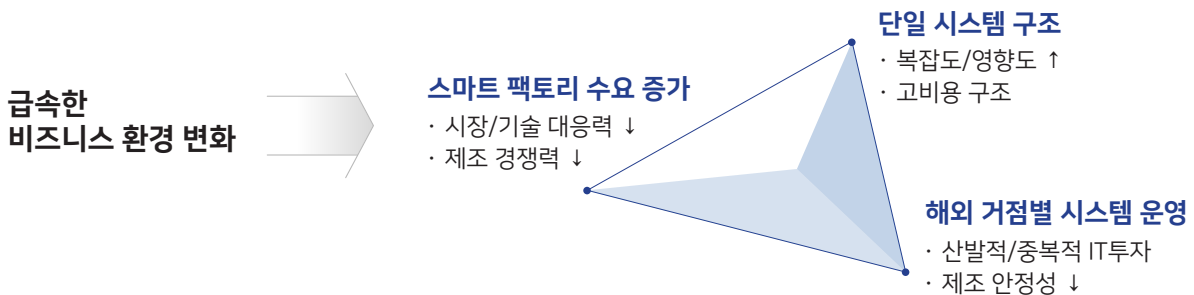 급속한
비즈니스 환경 변화
스마트 팩토리 수요 증가
· 시장/기술 대응력 ↓
· 제조 경쟁력 ↓
단일 시스템 구조
· 복잡도/영향도 ↑
· 고비용 구조
해외 거점별 시스템 운영
· 산발적/중복적 IT투자
· 제조 안정성 ↓